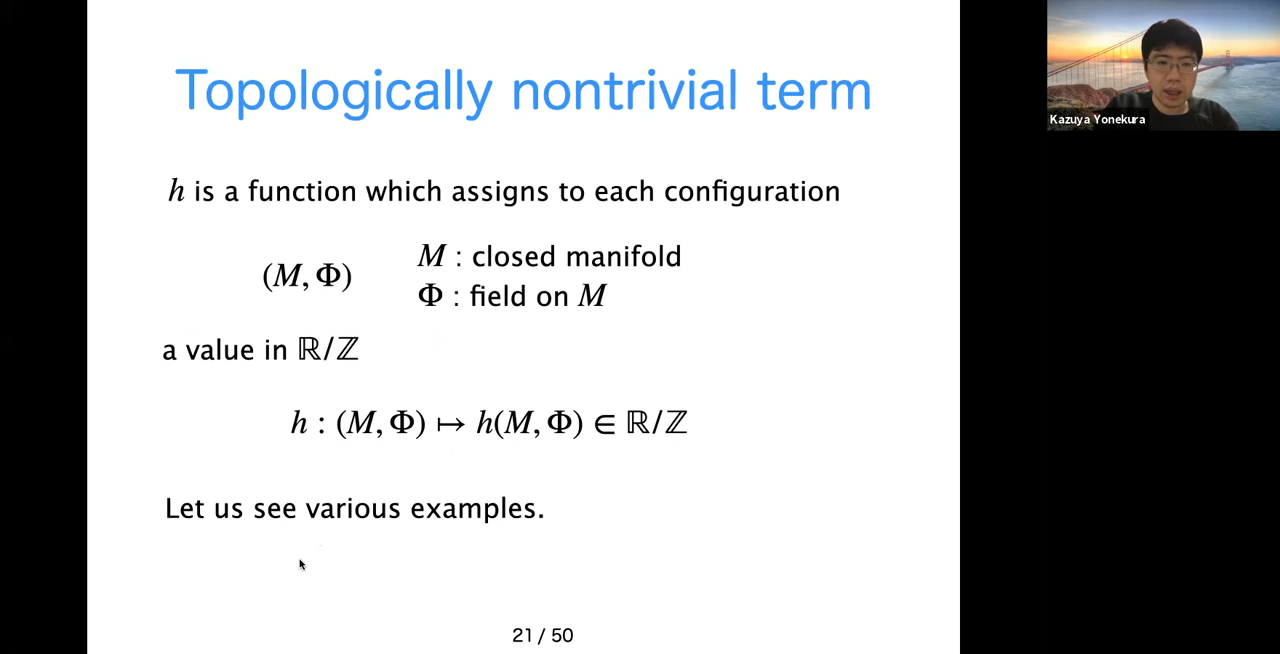 Topologically nontrivial term
Kazuya Yonekura
h is a function which assigns to each configuration
(M, Φ)
M : closed manifold
Φ : field on M
a value in ℝ/ℤ
h : (M, Φ) ↦ h(M, Φ) ∈ ℝ/ℤ
Let us see various examples.
21 / 50